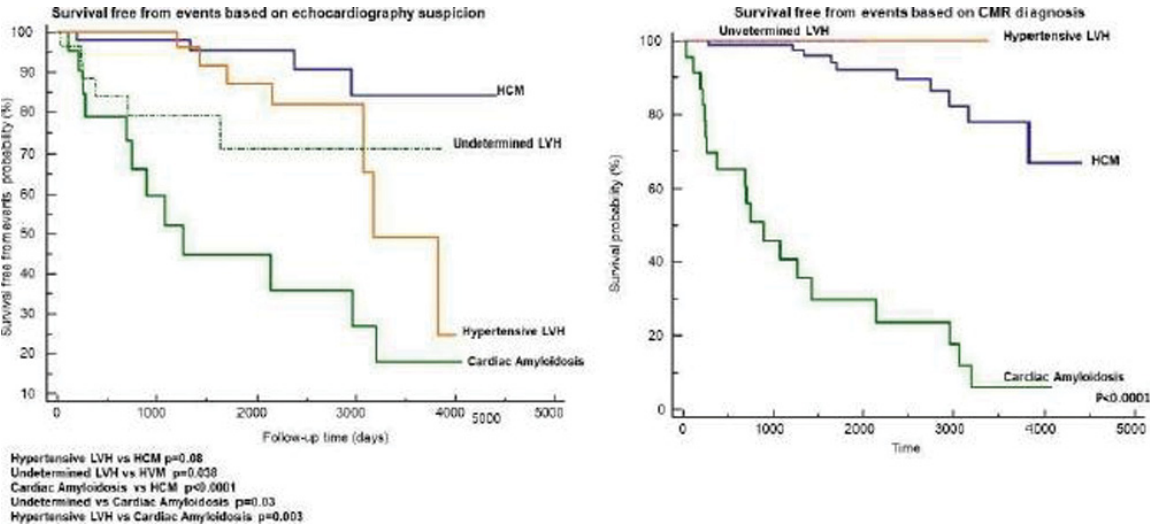 Survival free from events based on echocardiography suspicion
Survival free from events probability (%)
100
90
80
70
60
50
40
30
20
10
HCM
Undetermined LVH
Hypertensive LVH
Cardiac Amyloidosis
0
1000
2000
3000
4000
5000
5000
Follow-up time (days)
Hypertensive LVH vs HCM p=0.08
Undetermined LVH vs HVM p=0.038
Cardiac Amyloidosis vs HCM p<0.0001
Undetermined vs Cardiac Amyloidosis p=0.03
Hypertensive LVH vs Cardiac Amyloidosis p=0.003
Survival free from events based on CMR diagnosis
Survival probability (%)
100
80
60
40
20
0
Unvetermined LVH
Hypertensive LVH
HCM
Cardiac Amyloidosis
P<0.0001
0
1000
2000
3000
4000
5000
Time